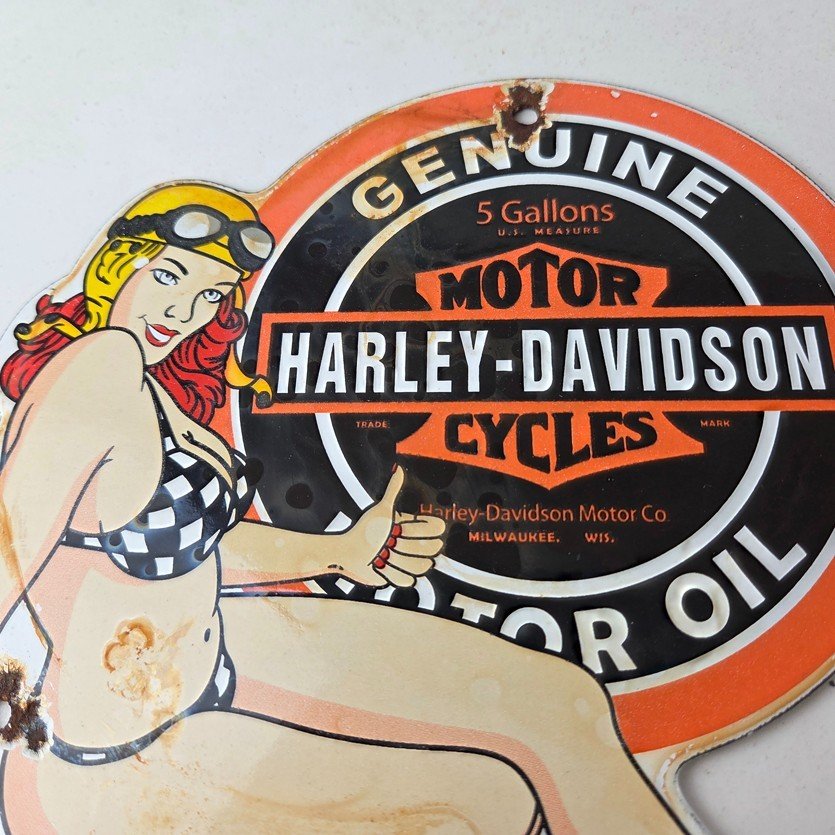 GENUINE
5 Gallons
U.S. MEASURE
MOTOR
HARLEY-DAVIDSON
TRADE MARK
CYCLES
Harley-Davidson Motor Co
MILWAUKEE, WIS.
MOTOR OIL